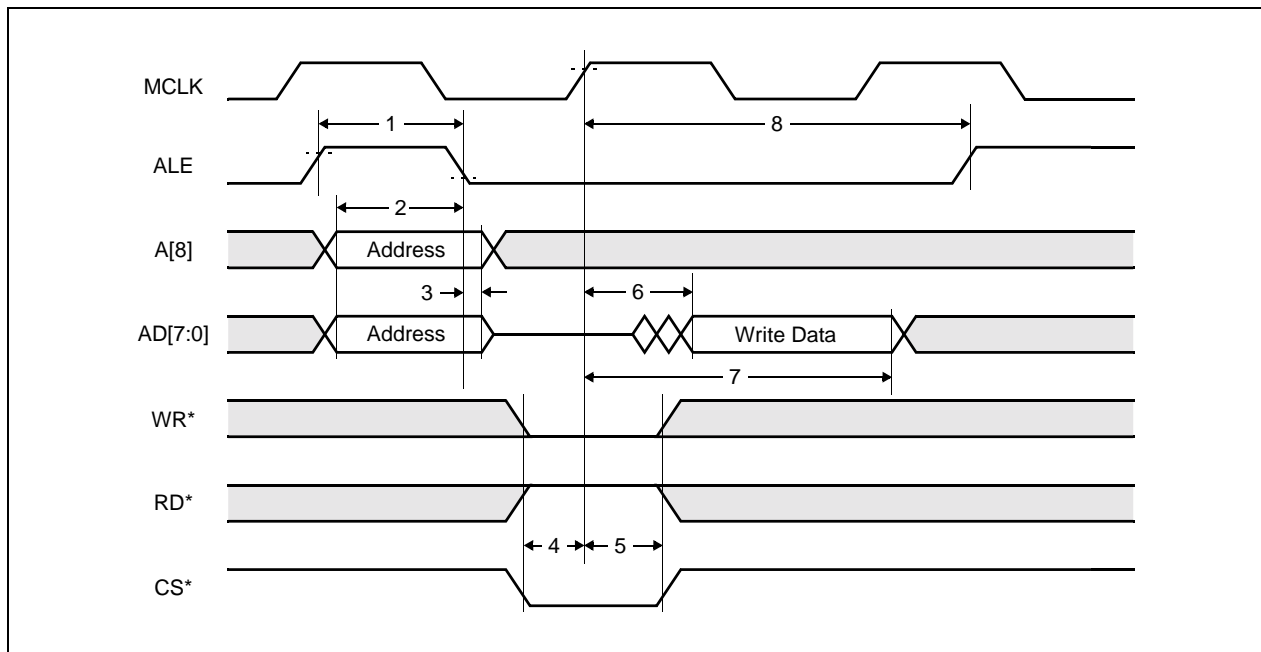 MCLK
1
8
ALE
2
A[8]
Address
3
6
AD[7:0]
Address
Write Data
7
WR*
RD*
4
5
CS*